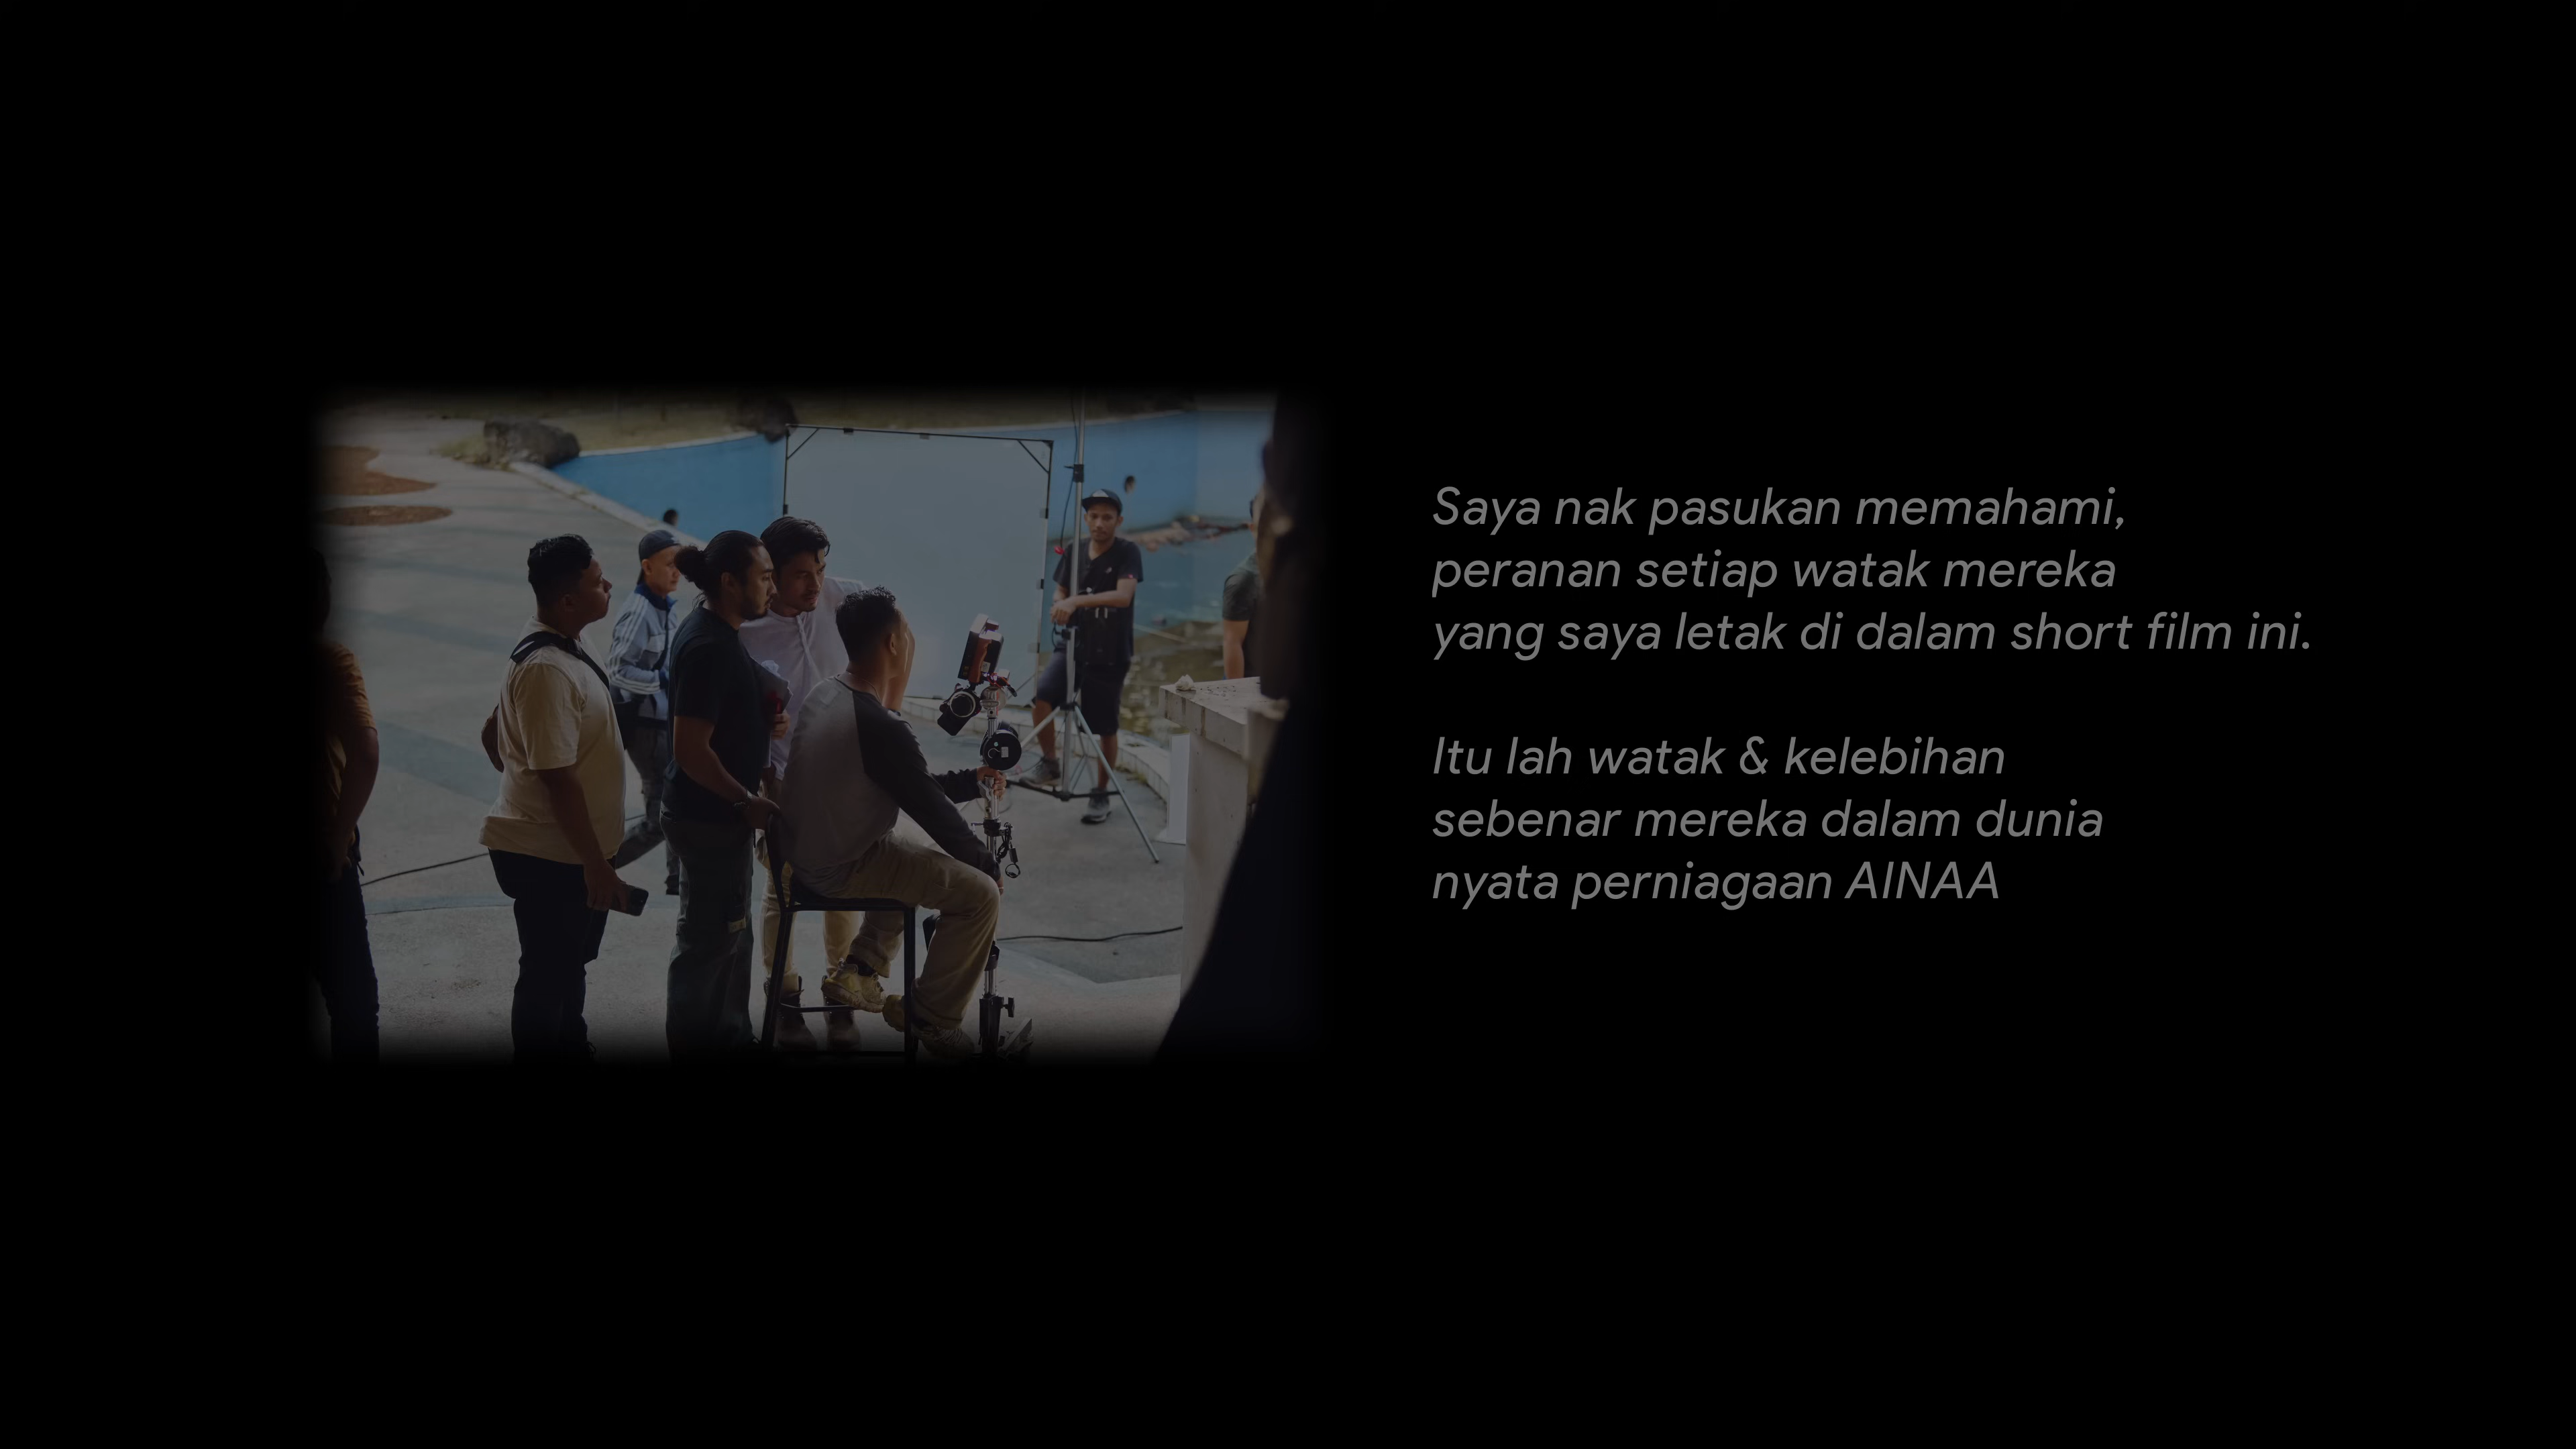 Saya nak pasukan memahami,
peranan setiap watak mereka
yang saya letak di dalam short film ini.
Itu lah watak & kelebihan
sebenar mereka dalam dunia
nyata perniagaan AINAA